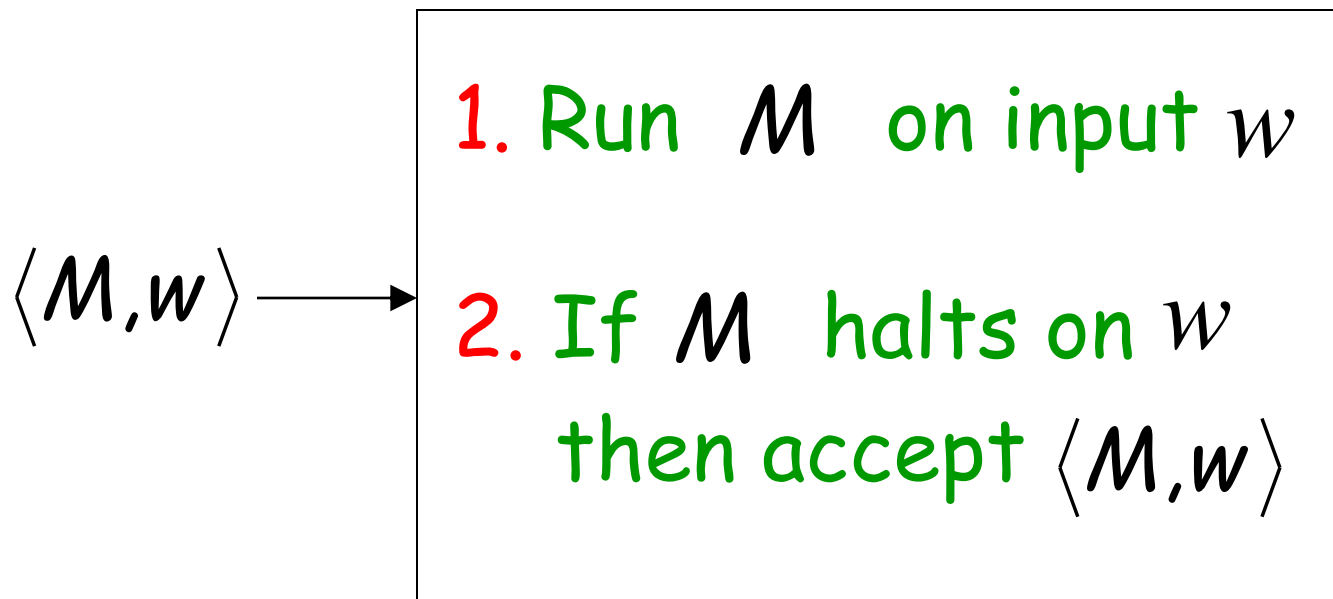 1. Run M on input w
⟨M,w⟩
2. If M halts on w
then accept ⟨M,w⟩